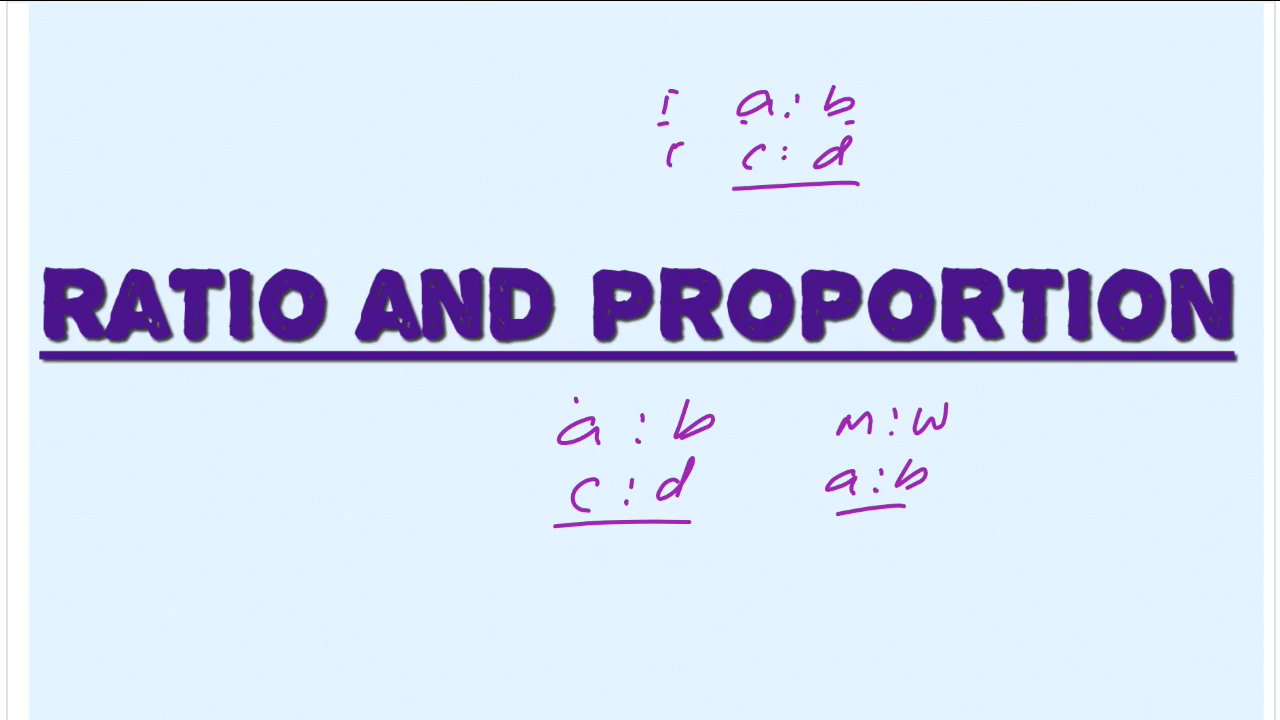 I a : b
r c : d
RATIO AND PROPORTION
a : b m : w
c : d a : b